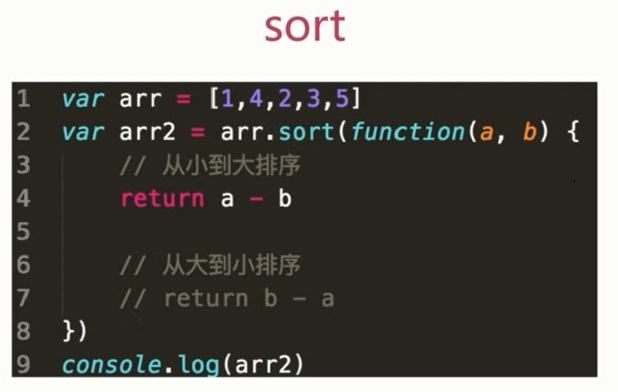 sort
1 var arr = [1,4,2,3,5]
2 var arr2 = arr.sort(function(a, b) {
3 // 从小到大排序
4 return a - b
5
6 // 从大到小排序
7 // return b - a
8 })
9 console.log(arr2)